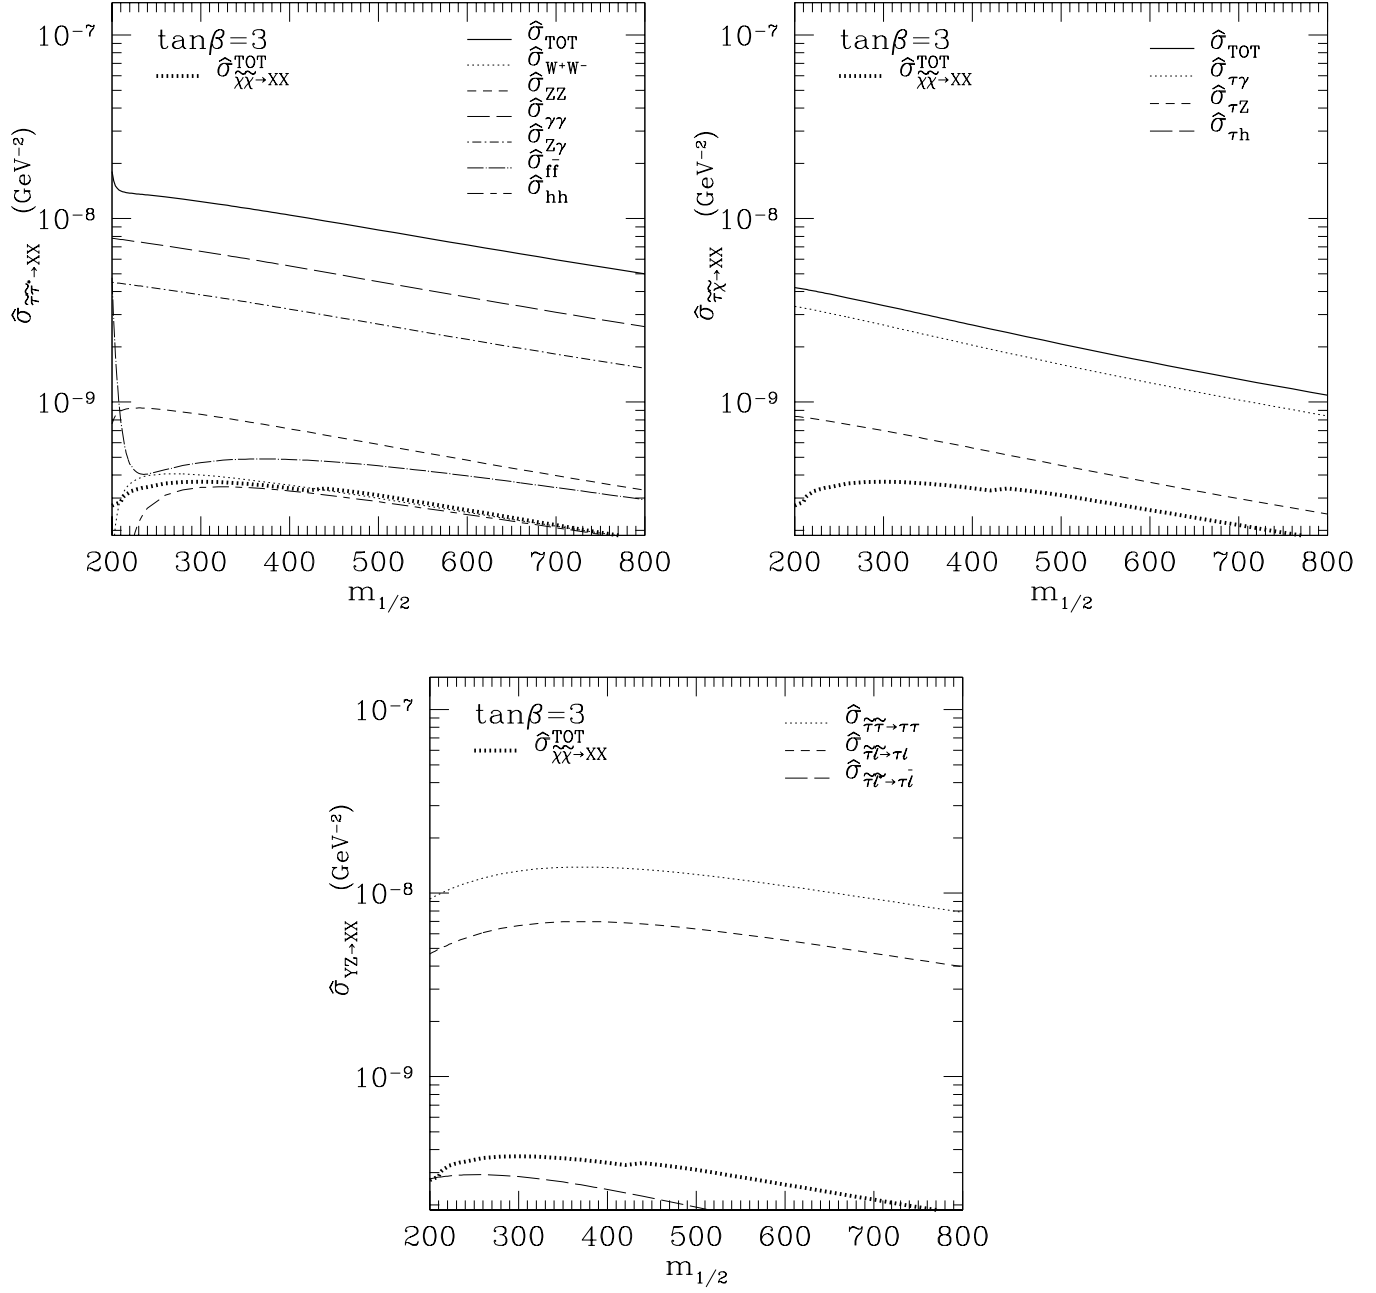 tanβ=3
σ̂^TOT_χ̃χ̃→XX
σ̂_TOT
σ̂_W⁺W⁻
σ̂_ZZ
σ̂_γγ
σ̂_Zγ
σ̂_ff̄
σ̂_hh
10⁻⁷
10⁻⁸
10⁻⁹
σ̂_τ̃τ̃*→XX (GeV⁻²)
200 300 400 500 600 700 800
m_1/2
tanβ=3
σ̂^TOT_χ̃χ̃→XX
σ̂_TOT
σ̂_τγ
σ̂_τZ
σ̂_τh
10⁻⁷
10⁻⁸
10⁻⁹
σ̂_τ̃χ̃→XX (GeV⁻²)
200 300 400 500 600 700 800
m_1/2
tanβ=3
σ̂^TOT_χ̃χ̃→XX
σ̂_τ̃τ̃→ττ
σ̂_τ̃l̃→τl
σ̂_τ̃l̃*→τl̄
10⁻⁷
10⁻⁸
10⁻⁹
σ̂_YZ→XX (GeV⁻²)
200 300 400 500 600 700 800
m_1/2